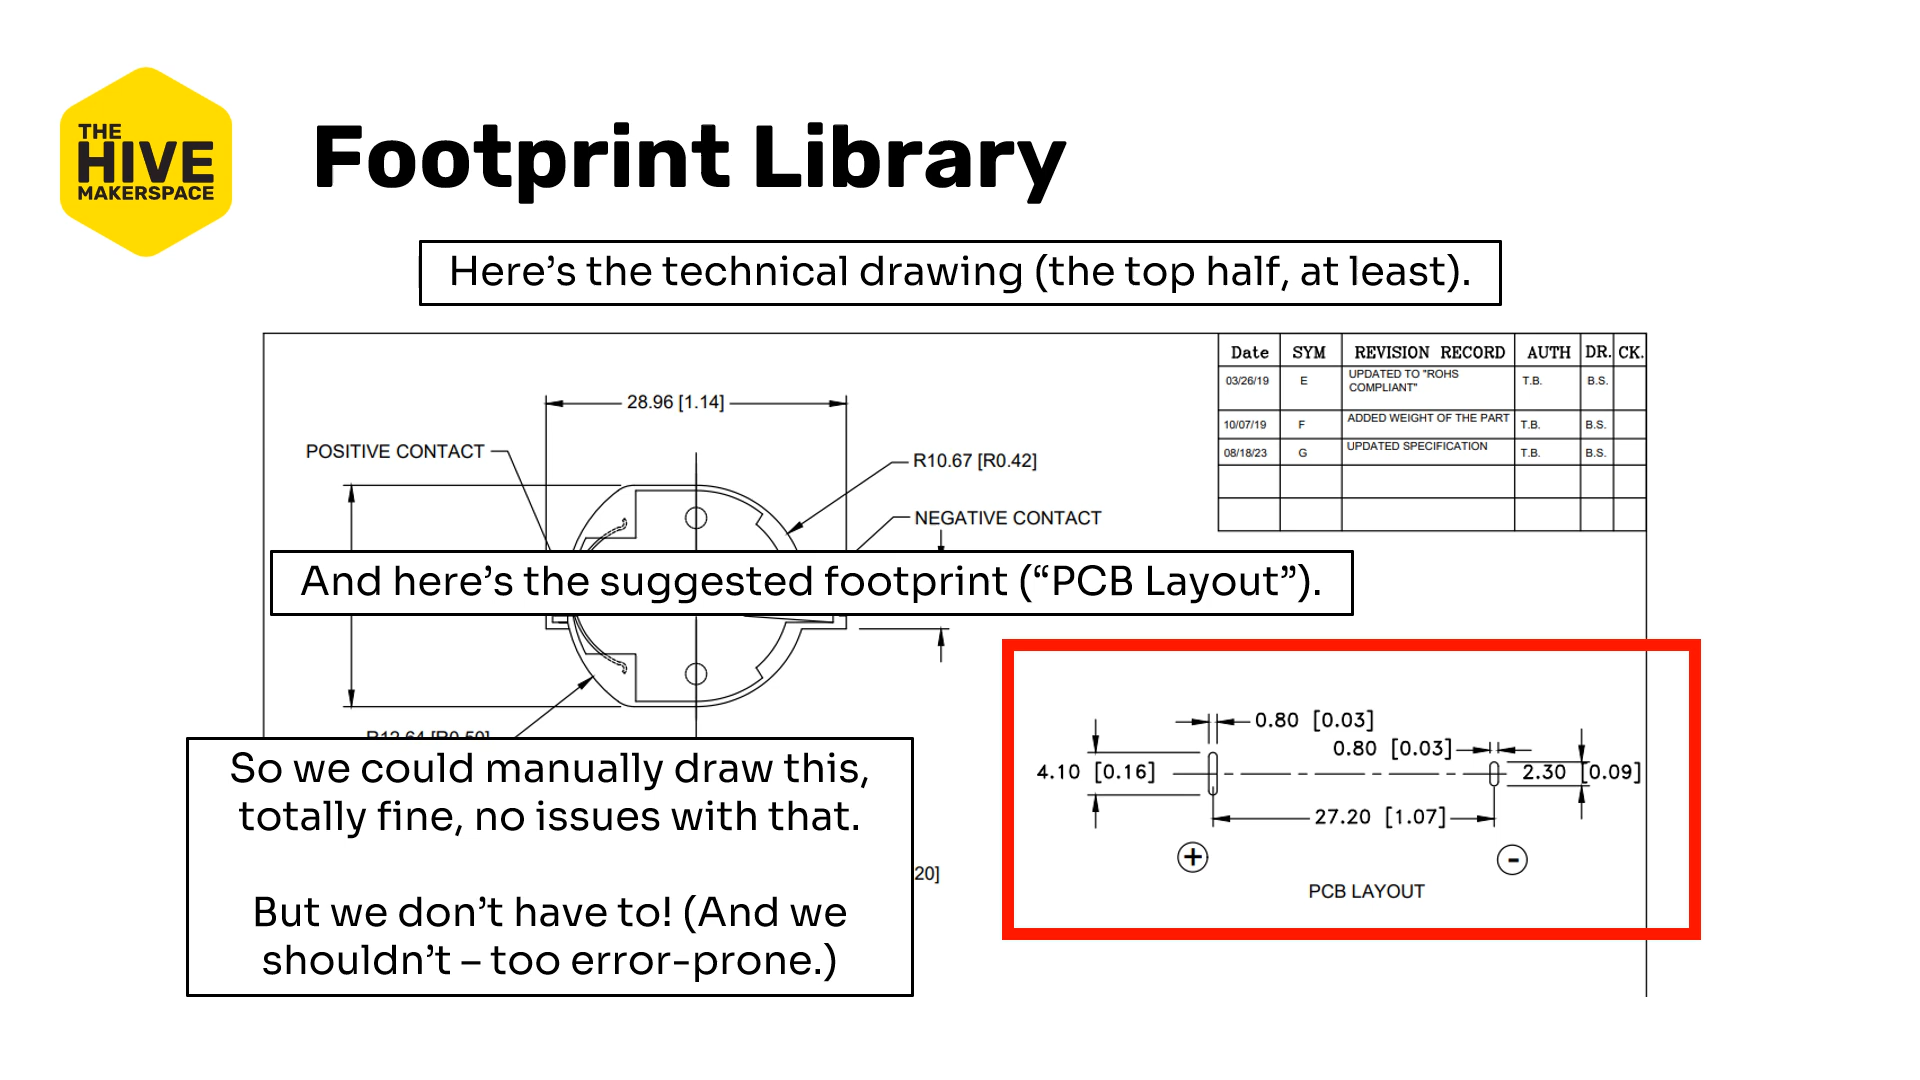 THE
HIVE
MAKERSPACE
Footprint Library
Here’s the technical drawing (the top half, at least).
Date SYM REVISION RECORD AUTH DR. CK.
03/26/19 E UPDATED TO "ROHS COMPLIANT" T.B. B.S.
10/07/19 F ADDED WEIGHT OF THE PART T.B. B.S.
08/18/23 G UPDATED SPECIFICATION T.B. B.S.
28.96 [1.14]
POSITIVE CONTACT
R10.67 [R0.42]
NEGATIVE CONTACT
And here’s the suggested footprint (“PCB Layout”).
R12.64 [R0.50]
0.80 [0.03]
0.80 [0.03]
4.10 [0.16]
2.30 [0.09]
27.20 [1.07]
+
-
PCB LAYOUT
So we could manually draw this,
totally fine, no issues with that.
But we don’t have to! (And we
shouldn’t – too error-prone.)
20]